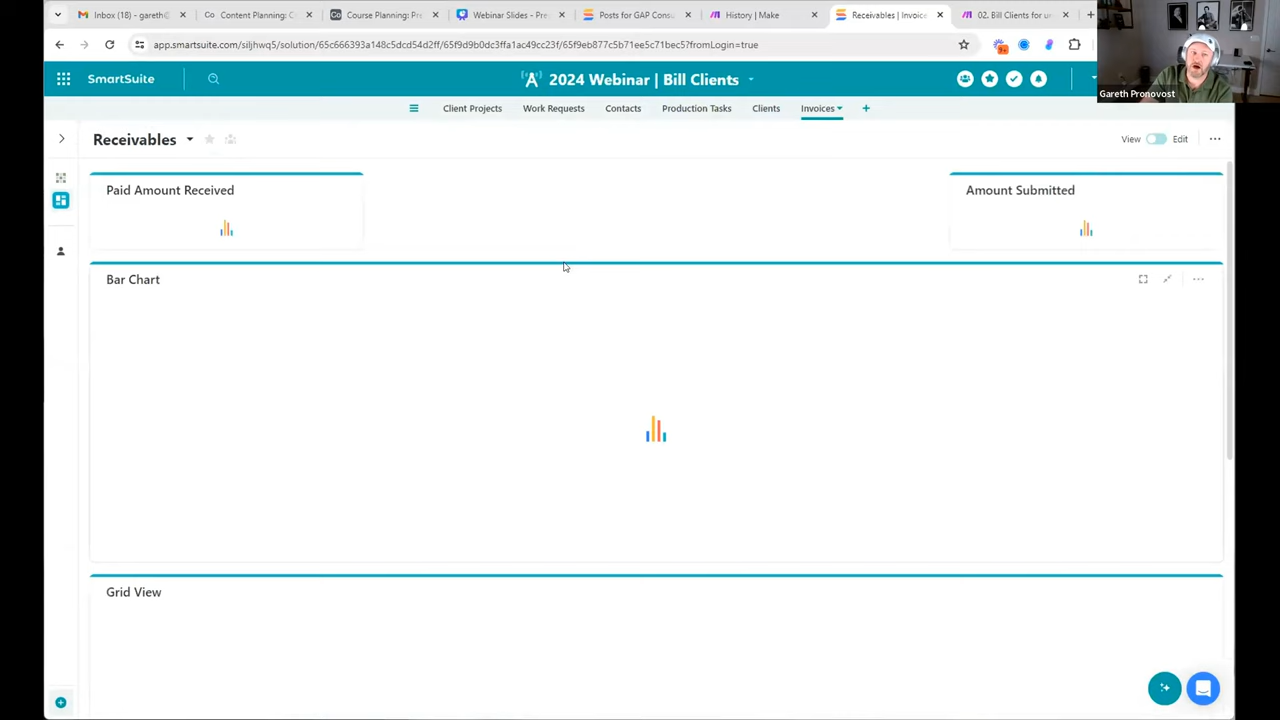 Inbox (18) - gareth@
Content Planning: C
Course Planning: Pre
Webinar Slides - Pre
Posts for GAP Consu
History | Make
Receivables | Invoice
02. Bill Clients for u
app.smartsuite.com/siljhwq5/solution/65c666393a148c5dcd54d2ff/65f9d9b0dc3ffa1ac49cc23f/65f9eb877c5b71ee5c71bec5?fromLogin=true
9+
SmartSuite
2024 Webinar | Bill Clients
Gareth Pronovost
Client Projects
Work Requests
Contacts
Production Tasks
Clients
Invoices
Receivables
View
Edit
Paid Amount Received
Amount Submitted
Bar Chart
Grid View